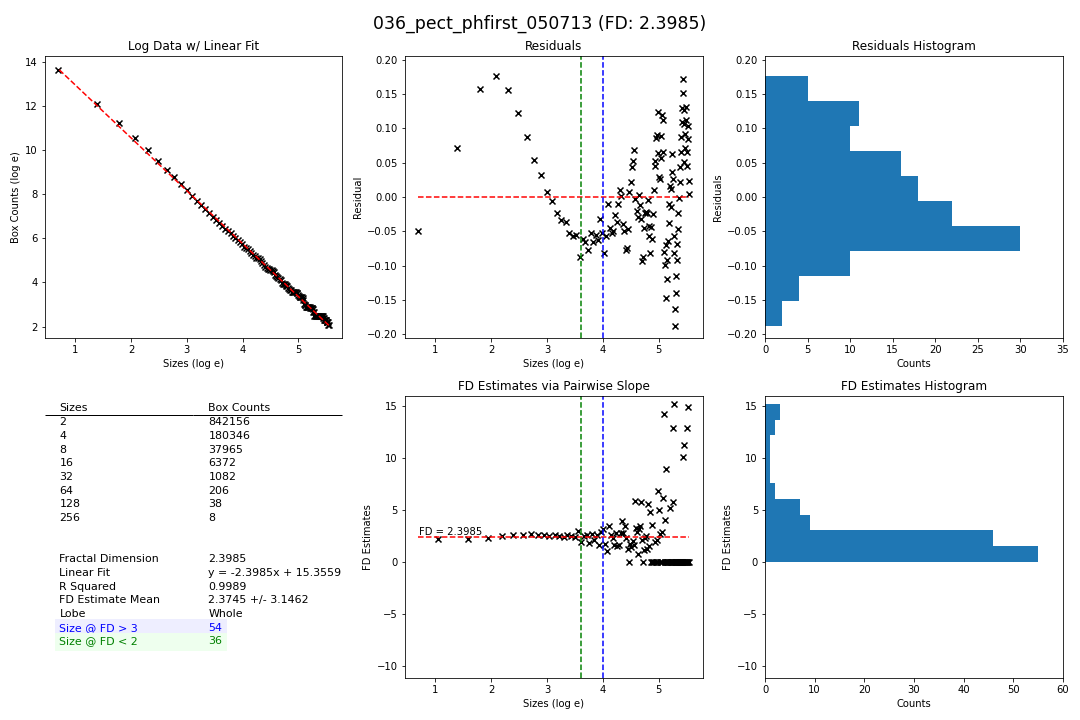 036_pect_phfirst_050713 (FD: 2.3985)
Log Data w/ Linear Fit
Box Counts (log e)
14
12
10
8
6
4
2
1 2 3 4 5
Sizes (log e)
Residuals
Residual
0.20
0.15
0.10
0.05
0.00
−0.05
−0.10
−0.15
−0.20
1 2 3 4 5
Sizes (log e)
Residuals Histogram
Residuals
0.20
0.15
0.10
0.05
0.00
−0.05
−0.10
−0.15
−0.20
0 5 10 15 20 25 30 35
Counts
Sizes Box Counts
2 842156
4 180346
8 37965
16 6372
32 1082
64 206
128 38
256 8
Fractal Dimension 2.3985
Linear Fit y = -2.3985x + 15.3559
R Squared 0.9989
FD Estimate Mean 2.3745 +/- 3.1462
Lobe Whole
Size @ FD > 3 54
Size @ FD < 2 36
FD Estimates via Pairwise Slope
FD Estimates
15
10
5
0
−5
−10
FD = 2.3985
1 2 3 4 5
Sizes (log e)
FD Estimates Histogram
FD Estimates
15
10
5
0
−5
−10
0 10 20 30 40 50 60
Counts